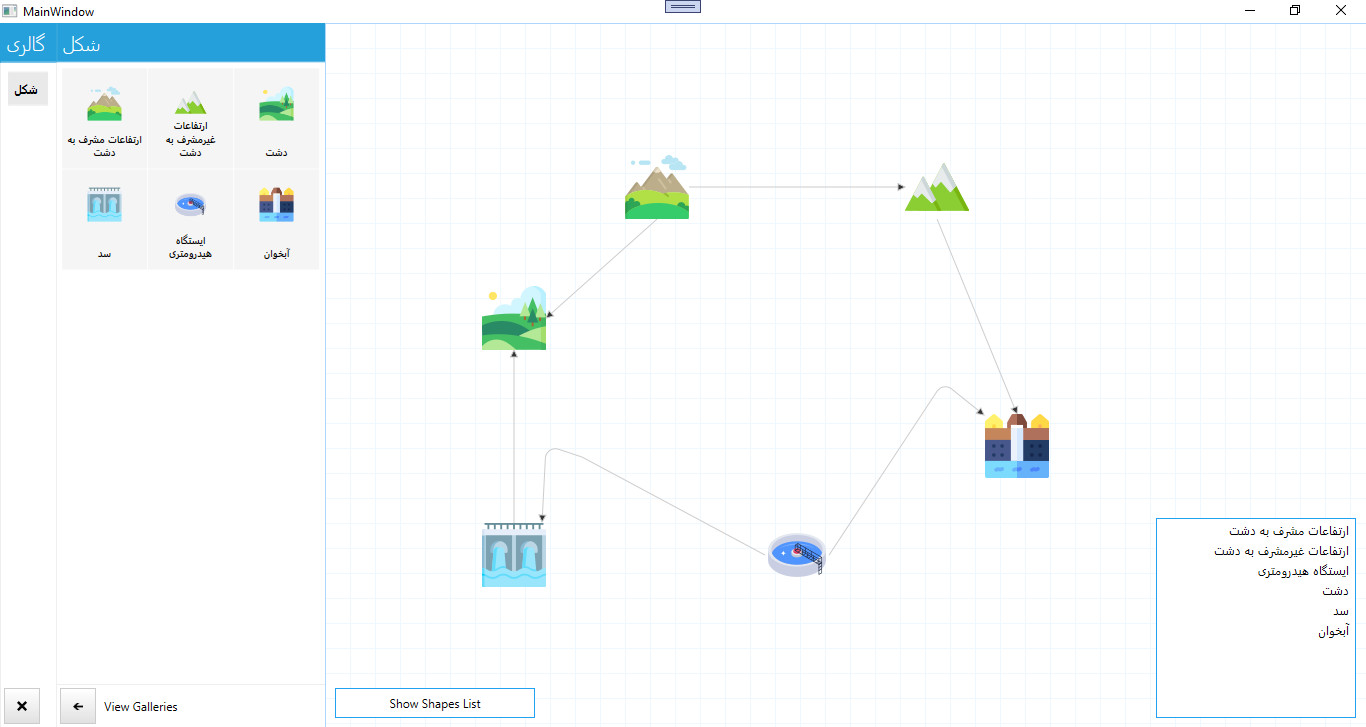 MainWindow
گالری
شکل
شکل
ارتفاعات مشرف به
دشت
ارتفاعات
غیرمشرف به
دشت
دشت
سد
ایستگاه
هیدرومتری
آبخوان
View Galleries
Show Shapes List
ارتفاعات مشرف به دشت
ارتفاعات غیرمشرف به دشت
ایستگاه هیدرومتری
دشت
سد
آبخوان